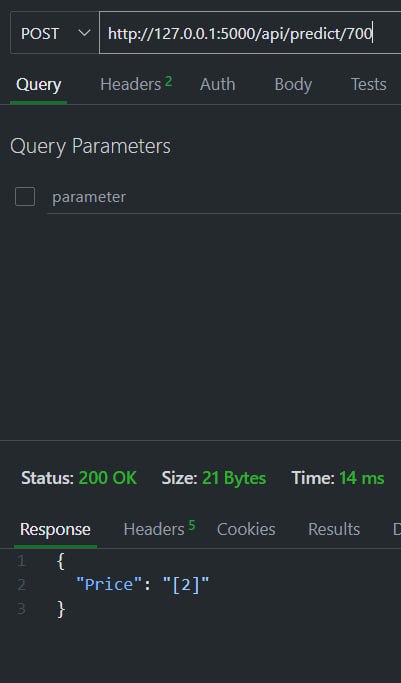 POST http://127.0.0.1:5000/api/predict/700
Query Headers 2 Auth Body Tests
Query Parameters
parameter
Status: 200 OK Size: 21 Bytes Time: 14 ms
Response Headers 5 Cookies Results
1 {
2 "Price": "[2]"
3 }